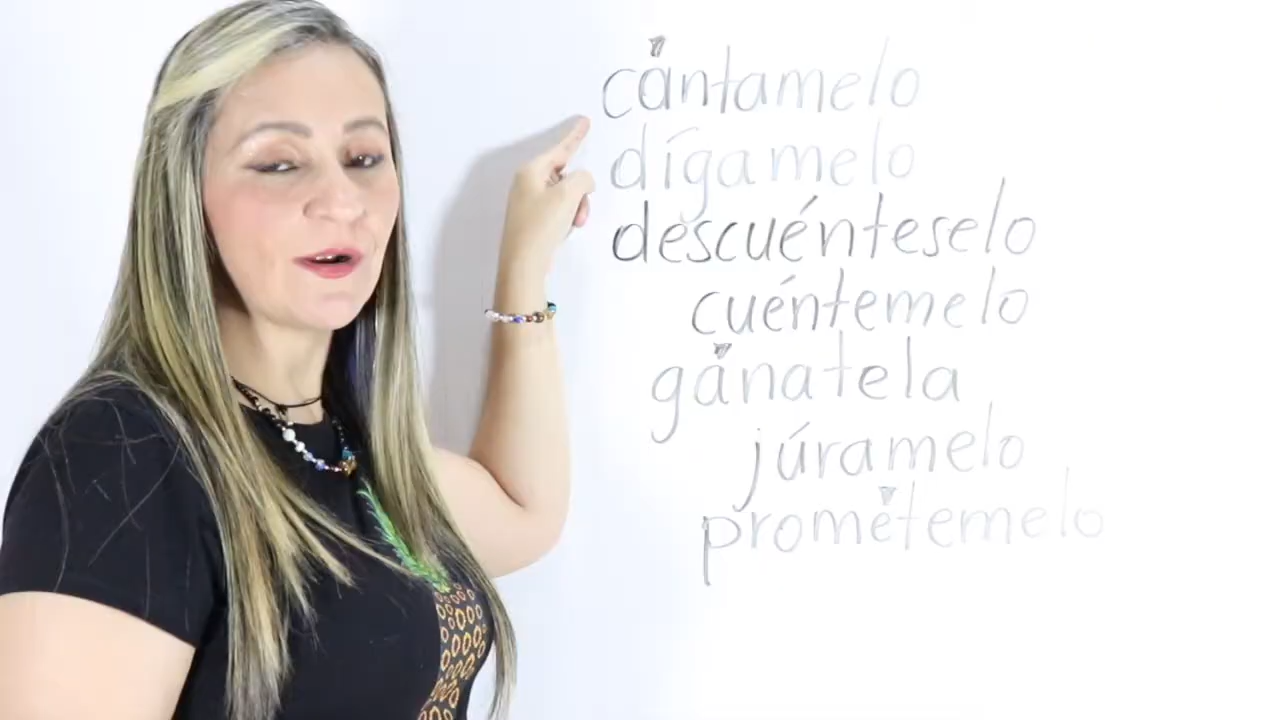 cántamelo
dígamelo
descuénteselo
cuéntemelo
gánatela
júramelo
prométemelo